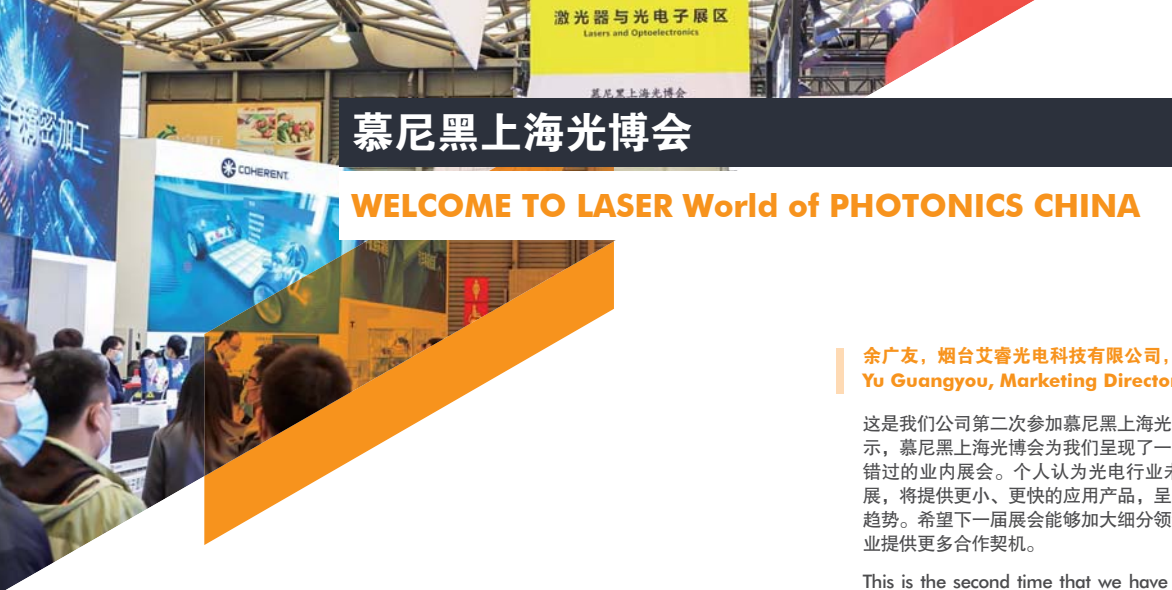 激光器与光电子展区
Lasers and Optoelectronics
慕尼黑上海光博会
子精密加工
COHERENT
慕尼黑上海光博会
WELCOME TO LASER World of PHOTONICS CHINA
余广友，烟台艾睿光电科技有限公司，
Yu Guangyou, Marketing Director
这是我们公司第二次参加慕尼黑上海光
示，慕尼黑上海光博会为我们呈现了一
错过的业内展会。个人认为光电行业未
展，将提供更小、更快的应用产品，呈
趋势。希望下一届展会能够加大细分领
业提供更多合作契机。
This is the second time that we have